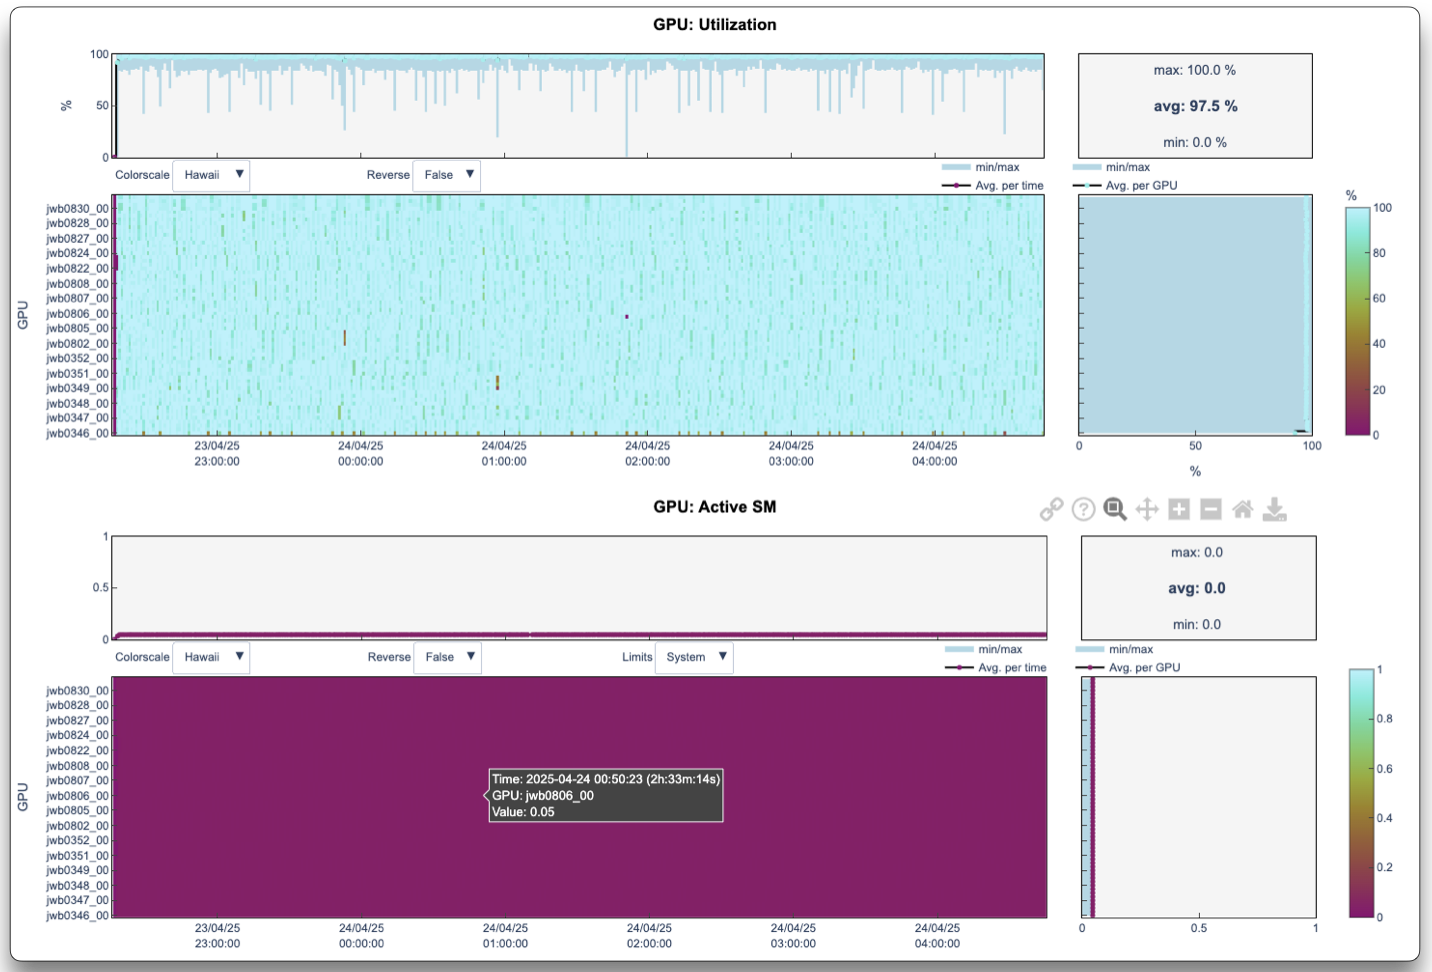 GPU: Utilization
100
50
0
%
max: 100.0 %
avg: 97.5 %
min: 0.0 %
Colorscale Hawaii ▼ Reverse False ▼
min/max
Avg. per time
min/max
Avg. per GPU
GPU
jwb0830_00
jwb0828_00
jwb0827_00
jwb0824_00
jwb0822_00
jwb0808_00
jwb0807_00
jwb0806_00
jwb0805_00
jwb0802_00
jwb0352_00
jwb0351_00
jwb0349_00
jwb0348_00
jwb0347_00
jwb0346_00
23/04/25 24/04/25 24/04/25 24/04/25 24/04/25 24/04/25
23:00:00 00:00:00 01:00:00 02:00:00 03:00:00 04:00:00
0 50 100
%
%
100
80
60
40
20
0
GPU: Active SM
1
0.5
0
max: 0.0
avg: 0.0
min: 0.0
Colorscale Hawaii ▼ Reverse False ▼ Limits System ▼
min/max
Avg. per time
min/max
Avg. per GPU
GPU
jwb0830_00
jwb0828_00
jwb0827_00
jwb0824_00
jwb0822_00
jwb0808_00
jwb0807_00
jwb0806_00
jwb0805_00
jwb0802_00
jwb0352_00
jwb0351_00
jwb0349_00
jwb0348_00
jwb0347_00
jwb0346_00
Time: 2025-04-24 00:50:23 (2h:33m:14s)
GPU: jwb0806_00
Value: 0.05
23/04/25 24/04/25 24/04/25 24/04/25 24/04/25 24/04/25
23:00:00 00:00:00 01:00:00 02:00:00 03:00:00 04:00:00
0 0.5 1
1
0.8
0.6
0.4
0.2
0